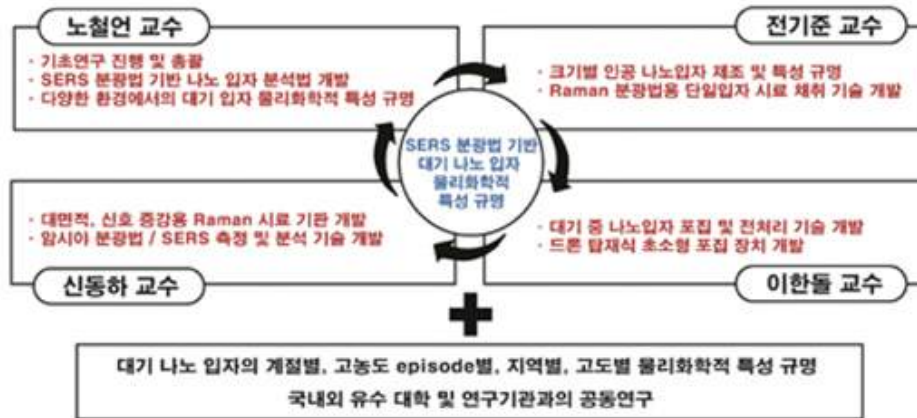 노철언 교수
· 기초연구 진행 및 총괄
· SERS 분광법 기반 나노 입자 분석법 개발
· 다양한 환경에서의 대기 입자 물리화학적 특성 규명
전기준 교수
· 크기별 인공 나노입자 제조 및 특성 규명
· Raman 분광법용 단일입자 시료 채취 기술 개발
SERS 분광법 기반
대기 나노 입자
물리화학적
특성 규명
· 대면적, 신호 증강용 Raman 시료 기판 개발
· 암시야 분광법 / SERS 측정 및 분석 기술 개발
신동하 교수
· 대기 중 나노입자 포집 및 전처리 기술 개발
· 드론 탑재식 초소형 포집 장치 개발
이한돌 교수
대기 나노 입자의 계절별, 고농도 episode별, 지역별, 고도별 물리화학적 특성 규명
국내외 유수 대학 및 연구기관과의 공동연구